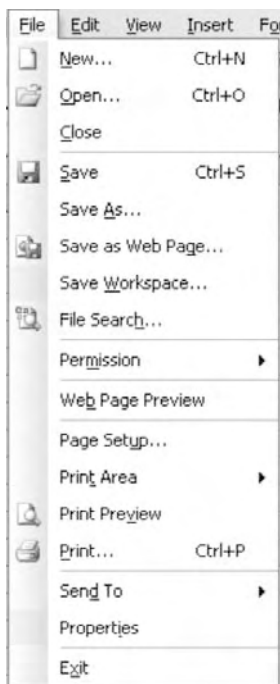 File Edit View Insert Fo
New... Ctrl+N
Open... Ctrl+O
Close
Save Ctrl+S
Save As...
Save as Web Page...
Save Workspace...
File Search...
Permission
Web Page Preview
Page Setup...
Print Area
Print Preview
Print... Ctrl+P
Send To
Properties
Exit